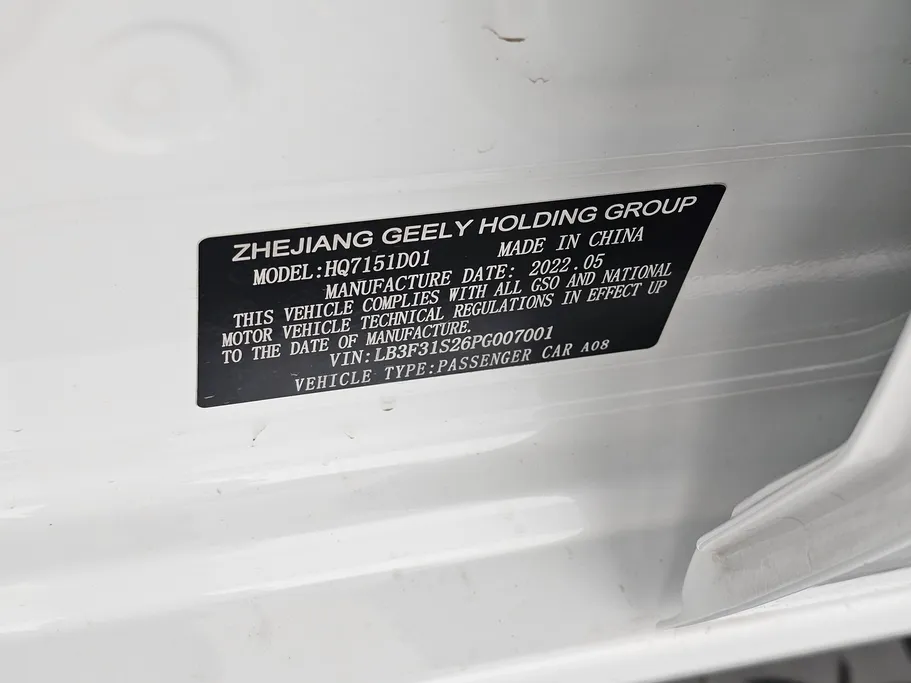 ZHEJIANG GEELY HOLDING GROUP
MODEL:HQ7151D01 MADE IN CHINA
MANUFACTURE DATE: 2022.05
THIS VEHICLE COMPLIES WITH ALL GSO AND NATIONAL
MOTOR VEHICLE TECHNICAL REGULATIONS IN EFFECT UP
TO THE DATE OF MANUFACTURE.
VIN:LB3F31S26PG007001
VEHICLE TYPE:PASSENGER CAR A08